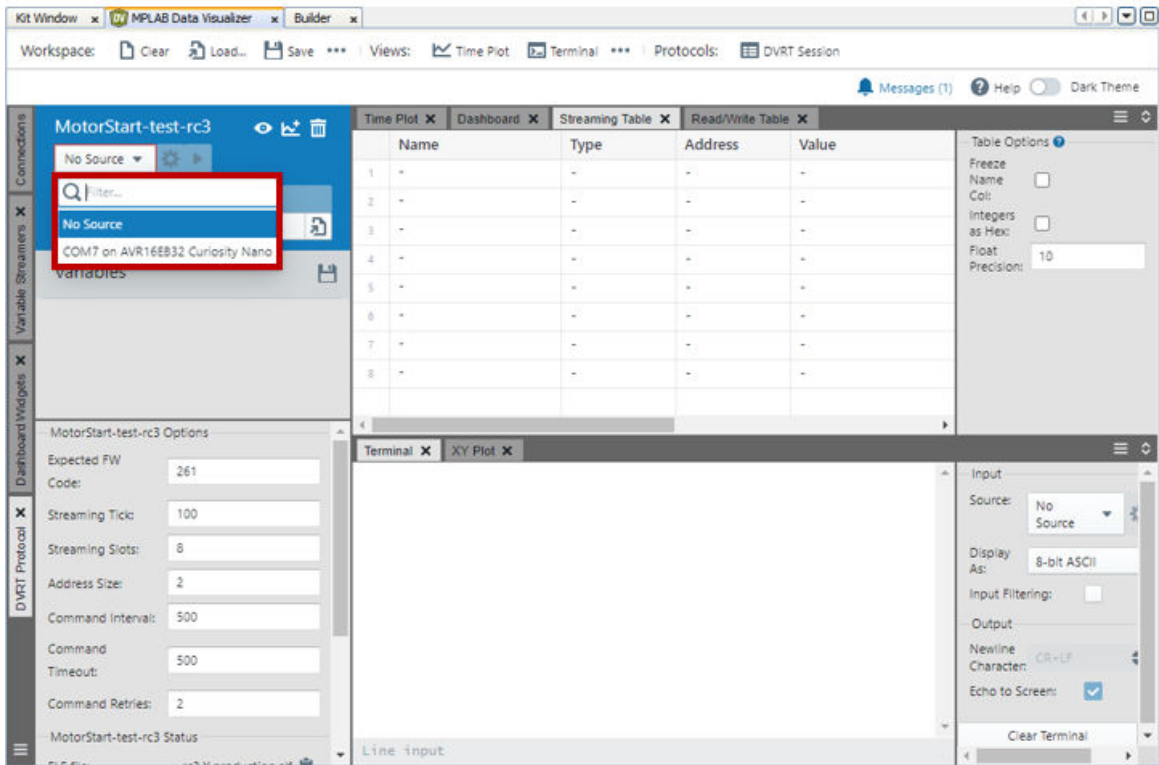 Kit Window
MPLAB Data Visualizer
Builder
Workspace: Clear Load... Save Views: Time Plot Terminal Protocols: DVRT Session
Messages (1) Help Dark Theme
Connections
Variable Streamers
Dashboard Widgets
DVRT Protocol
MotorStart-test-rc3
No Source
Filter...
No Source
COM7 on AVR16EB32 Curiosity Nano
Variables
MotorStart-test-rc3 Options
Expected FW
Code:
261
Streaming Tick: 100
Streaming Slots: 8
Address Size: 2
Command Interval: 500
Command
Timeout:
500
Command Retries: 2
MotorStart-test-rc3 Status
Time Plot Dashboard Streaming Table Read/Write Table
Name Type Address Value
1 - - - -
2 - - - -
3 - - - -
4 - - - -
5 - - - -
6 - - - -
7 - - - -
8 - - - -
Table Options
Freeze
Name
Col:
Integers
as Hex:
Float
Precision:
10
Terminal XY Plot
Line input
Input
Source:
No
Source
Display
As:
8-bit ASCII
Input Filtering:
Output
Newline
Character:
CR+LF
Echo to Screen:
Clear Terminal